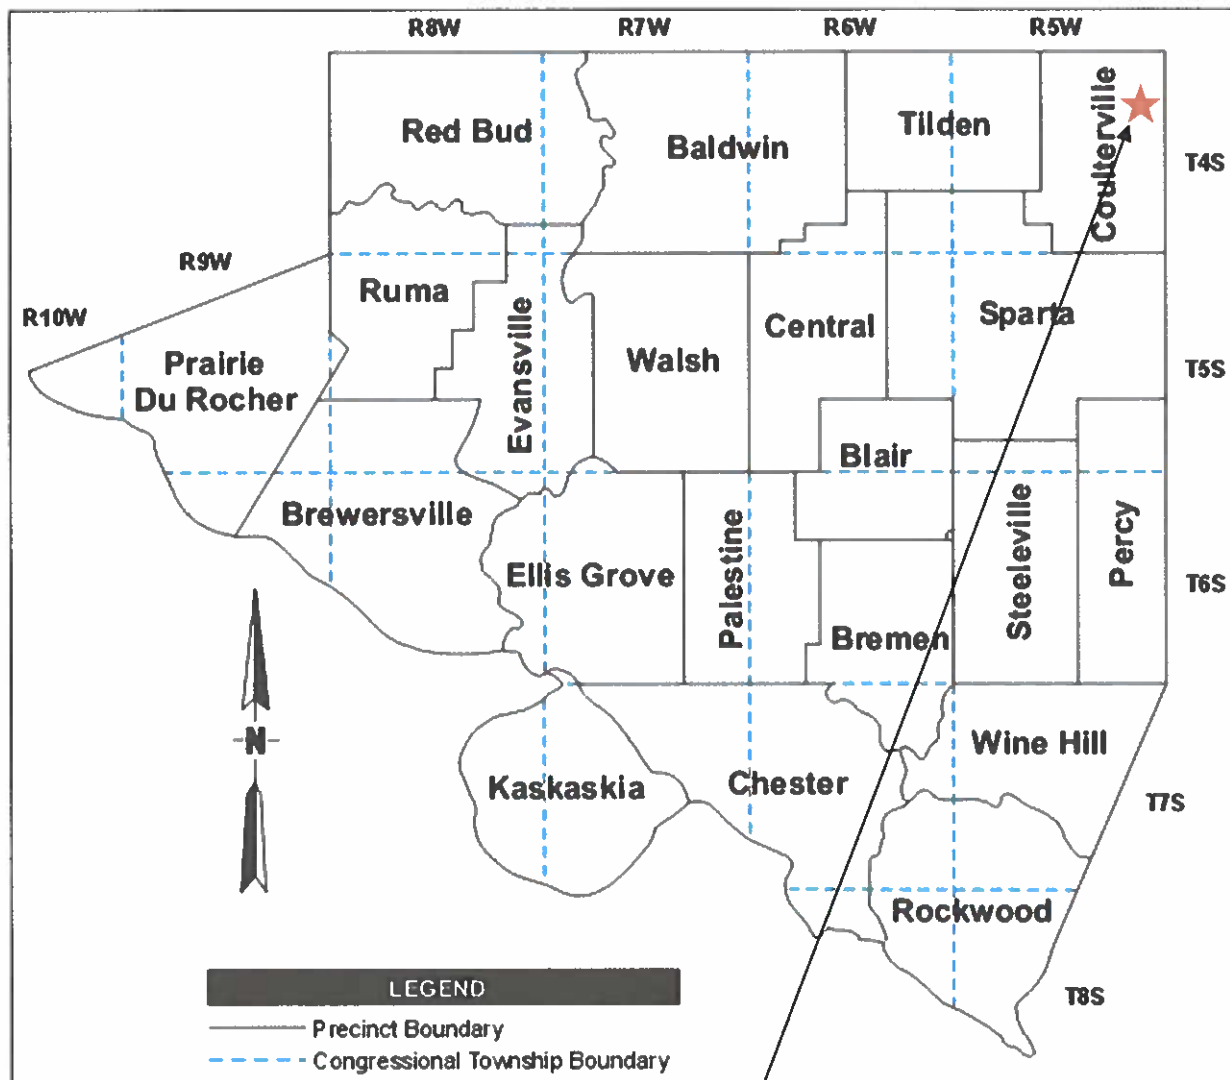 R8W
R7W
R6W
R5W
Red Bud
Baldwin
Tilden
Coulterville
T4S
R9W
R10W
Ruma
Evansville
Walsh
Central
Sparta
Prairie
Du Rocher
T5S
Brewersville
Blair
Ellis Grove
Palestine
Bremen
Steeleville
Percy
T6S
N
Kaskaskia
Chester
Wine Hill
T7S
Rockwood
T8S
LEGEND
Precinct Boundary
Congressional Township Boundary